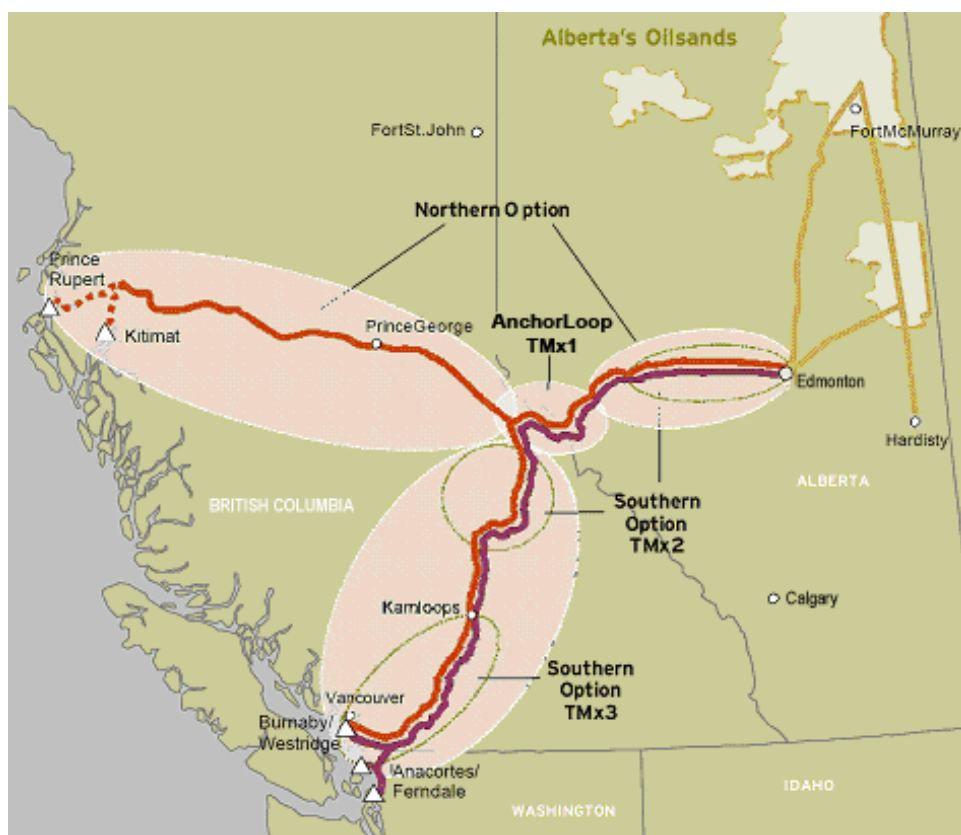 Alberta's Oilsands
FortSt.John
FortMcMurray
Northern Option
Prince
Rupert
Kitimat
PrinceGeorge
AnchorLoop
TMx1
Edmonton
Hardisty
ALBERTA
BRITISH COLUMBIA
Southern
Option
TMx2
Calgary
Kamloops
Southern
Option
TMx3
Vancouver
Burnaby/
Westridge
Anacortes/
Ferndale
WASHINGTON
IDAHO